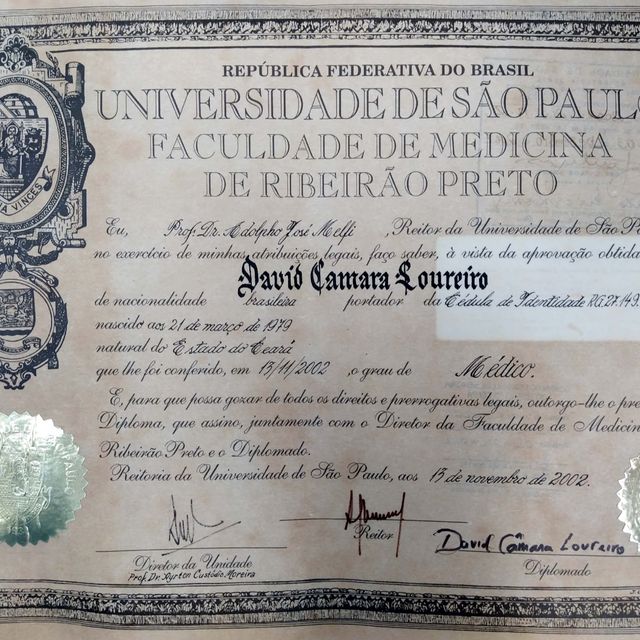 REPÚBLICA FEDERATIVA DO BRASIL
UNIVERSIDADE DE SÃO PAULO
FACULDADE DE MEDICINA
DE RIBEIRÃO PRETO
Eu, Prof. Dr. Adolpho José Melfi , Reitor da Universidade de São Pa
no exercício de minhas atribuições legais, faço saber, à vista da aprovação obtida
David Camara Loureiro
de nacionalidade brasileira portador da Cédula de Identidade RG. 27.149.
nascido aos 21 de março de 1979
natural do Estado do Ceará
que lhe foi conferido, em 13/11/2002 , o grau de Médico.
E, para que possa gozar de todos os direitos e prerrogativas legais, outorgo-lhe o pre
Diploma, que assino, juntamente com o Diretor da Faculdade de Medicin
Ribeirão Preto e o Diplomado.
Reitoria da Universidade de São Paulo, aos 13 de novembro de 2002.
David Câmara Loureiro
Diretor da Unidade Reitor Diplomado
Prof. Dr. Ayrton Custódio Moreira
VINCES